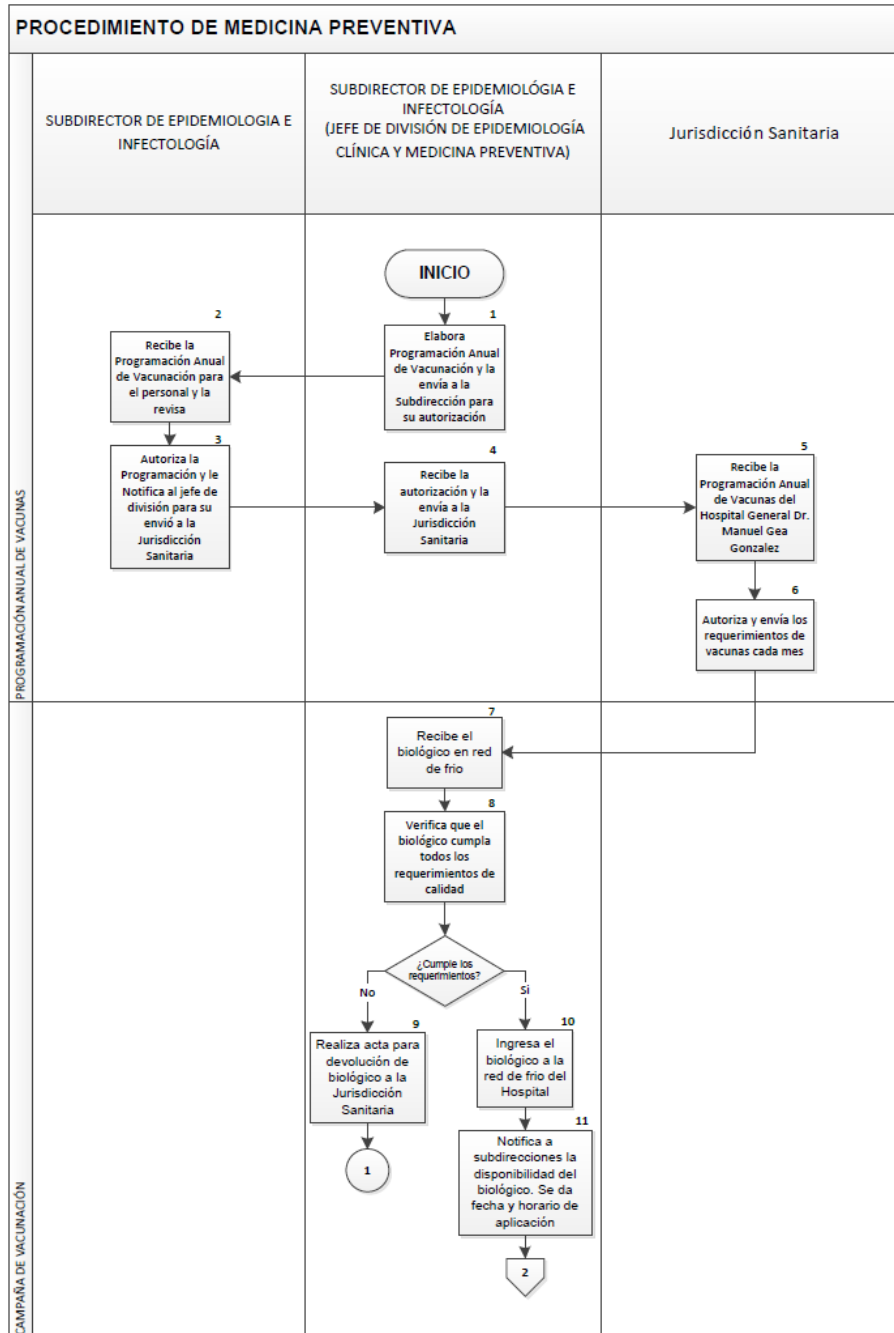 PROCEDIMIENTO DE MEDICINA PREVENTIVA
SUBDIRECTOR DE EPIDEMIOLOGIA E
INFECTOLOGÍA
SUBDIRECTOR DE EPIDEMIOLÓGIA E
INFECTOLOGÍA
(JEFE DE DIVISIÓN DE EPIDEMIOLOGÍA
CLÍNICA Y MEDICINA PREVENTIVA)
Jurisdicción Sanitaria
PROGRAMACIÓN ANUAL DE VACUNAS
INICIO
1
Elabora
Programación Anual
de Vacunación y la
envía a la
Subdirección para
su autorización
2
Recibe la
Programación Anual
de Vacunación para
el personal y la
revisa
3
Autoriza la
Programación y le
Notifica al jefe de
división para su
envió a la
Jurisdicción
Sanitaria
4
Recibe la
autorización y la
envía a la
Jurisdicción
Sanitaria
5
Recibe la
Programación Anual
de Vacunas del
Hospital General Dr.
Manuel Gea
Gonzalez
6
Autoriza y envía los
requerimientos de
vacunas cada mes
CAMPAÑA DE VACUNACIÓN
7
Recibe el
biológico en red
de frio
8
Verifica que el
biológico cumpla
todos los
requerimientos de
calidad
¿Cumple los
requerimientos?
No
Si
9
Realiza acta para
devolución de
biológico a la
Jurisdicción
Sanitaria
1
10
Ingresa el
biológico a la
red de frio del
Hospital
11
Notifica a
subdirecciones la
disponibilidad del
biológico. Se da
fecha y horario de
aplicación
2